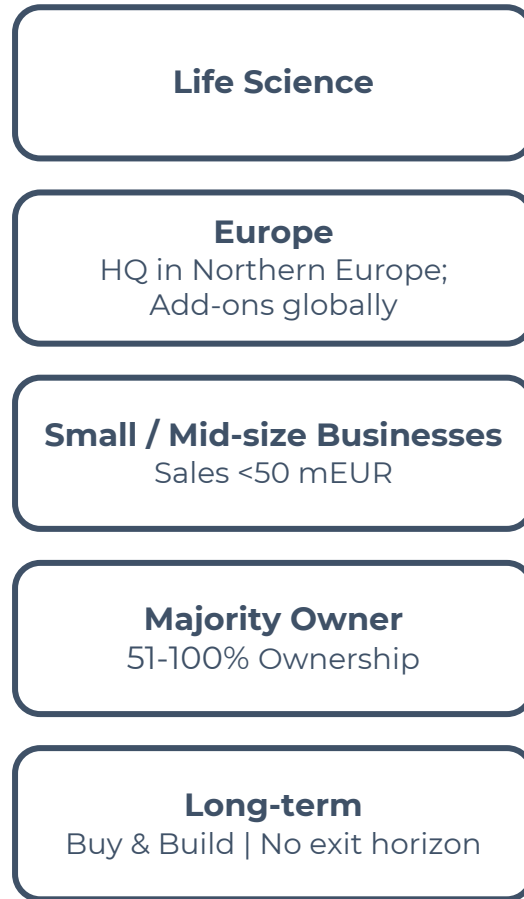 Life Science
Europe
HQ in Northern Europe;
Add-ons globally
Small / Mid-size Businesses
Sales <50 mEUR
Majority Owner
51-100% Ownership
Long-term
Buy & Build | No exit horizon